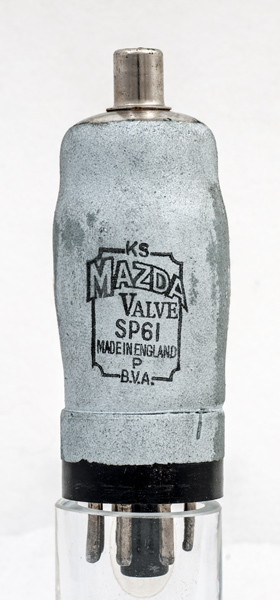 KS
MAZDA
VALVE
SP61
MADE IN ENGLAND
P
B.V.A.